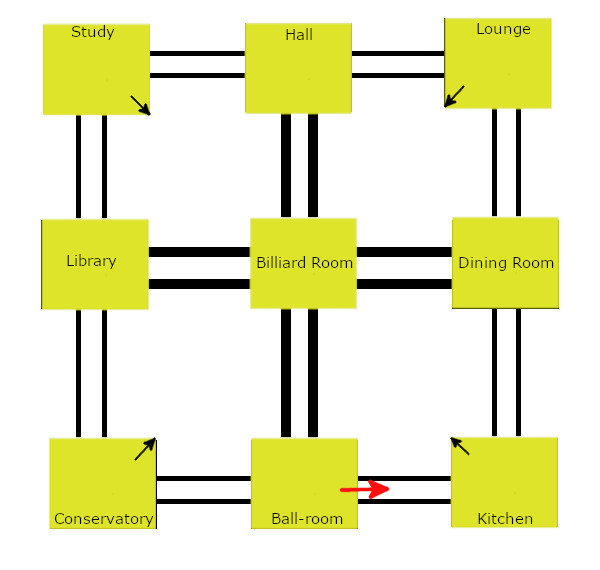 Study
Hall
Lounge
Library
Billiard Room
Dining Room
Conservatory
Ball-room
Kitchen